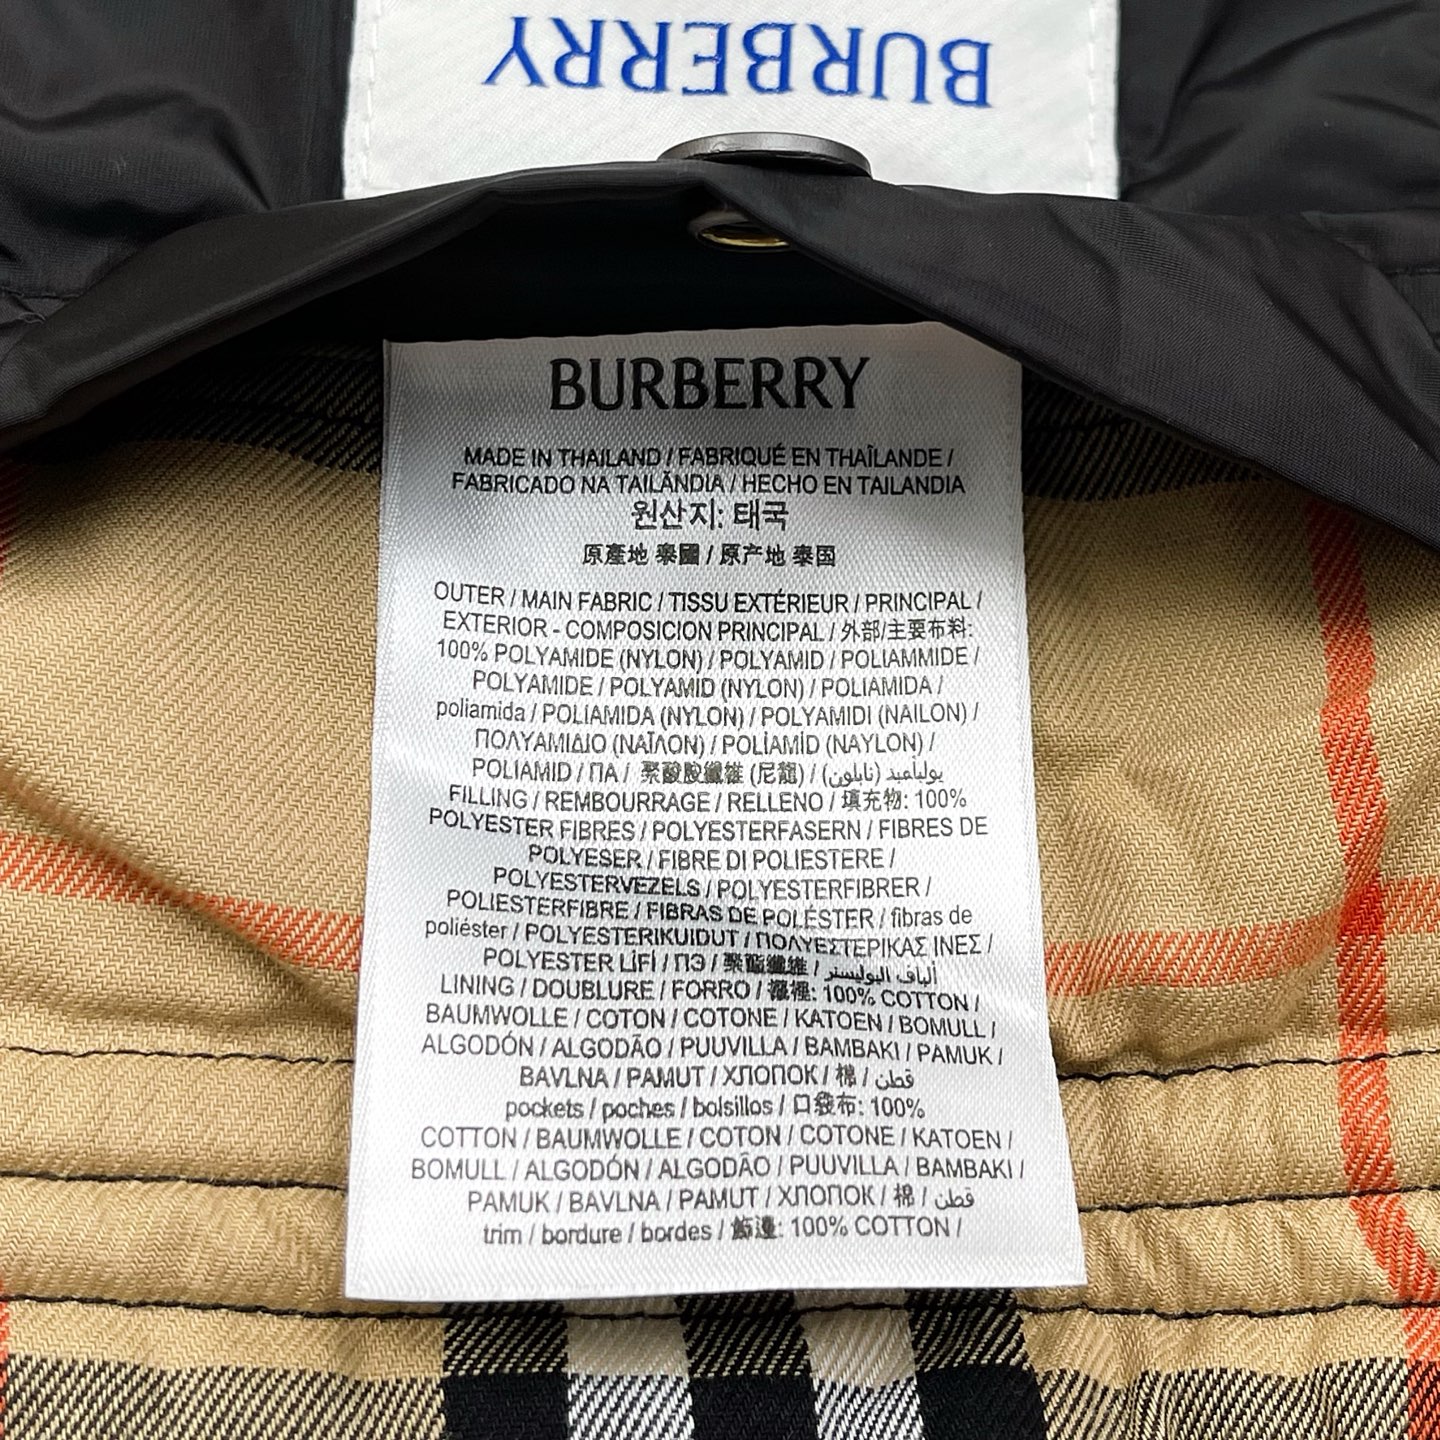 BURBERRY
BURBERRY
MADE IN THAILAND / FABRIQUÉ EN THAÎLANDE /
FABRICADO NA TAILÃNDIA / HECHO EN TAILANDIA
원산지: 태국
原產地 泰國 / 原产地 泰国
OUTER / MAIN FABRIC / TISSU EXTÉRIEUR / PRINCIPAL /
EXTERIOR - COMPOSICION PRINCIPAL / 外部/主要布料:
100% POLYAMIDE (NYLON) / POLYAMID / POLIAMMIDE /
POLYAMIDE / POLYAMID (NYLON) / POLIAMIDA /
poliamida / POLIAMIDA (NYLON) / POLYAMIDI (NAILON) /
ΠΟΛΥΑΜΙΔΙΟ (ΝΑΪΛΟΝ) / POLİAMİD (NAYLON) /
POLIAMID / ПА / 聚酸胺纖維 (尼龍) / پولیامید (نایلون)
FILLING / REMBOURRAGE / RELLENO / 填充物: 100%
POLYESTER FIBRES / POLYESTERFASERN / FIBRES DE
POLYESER / FIBRE DI POLIESTERE /
POLYESTERVEZELS / POLYESTERFIBRER /
POLIESTERFIBRE / FIBRAS DE POLÉSTER / fibras de
poliéster / POLYESTERIKUIDUT / ΠΟΛΥΕΣΤΕΡΙΚΑΣ ΙΝΕΣ /
POLYESTER LİFİ / ПЭ / 聚酯纖維 / ألياف البوليستر
LINING / DOUBLURE / FORRO / 襯裡: 100% COTTON /
BAUMWOLLE / COTON / COTONE / KATOEN / BOMULL /
ALGODÓN / ALGODÃO / PUUVILLA / BAMBAKI / PAMUK /
BAVLNA / PAMUT / ХЛОПОК / 棉 / قطن
pockets / poches / bolsillos / 口袋布: 100%
COTTON / BAUMWOLLE / COTON / COTONE / KATOEN /
BOMULL / ALGODÓN / ALGODÃO / PUUVILLA / BAMBAKI /
PAMUK / BAVLNA / PAMUT / ХЛОПОК / 棉 / قطن
trim / bordure / bordes / 飾邊: 100% COTTON /